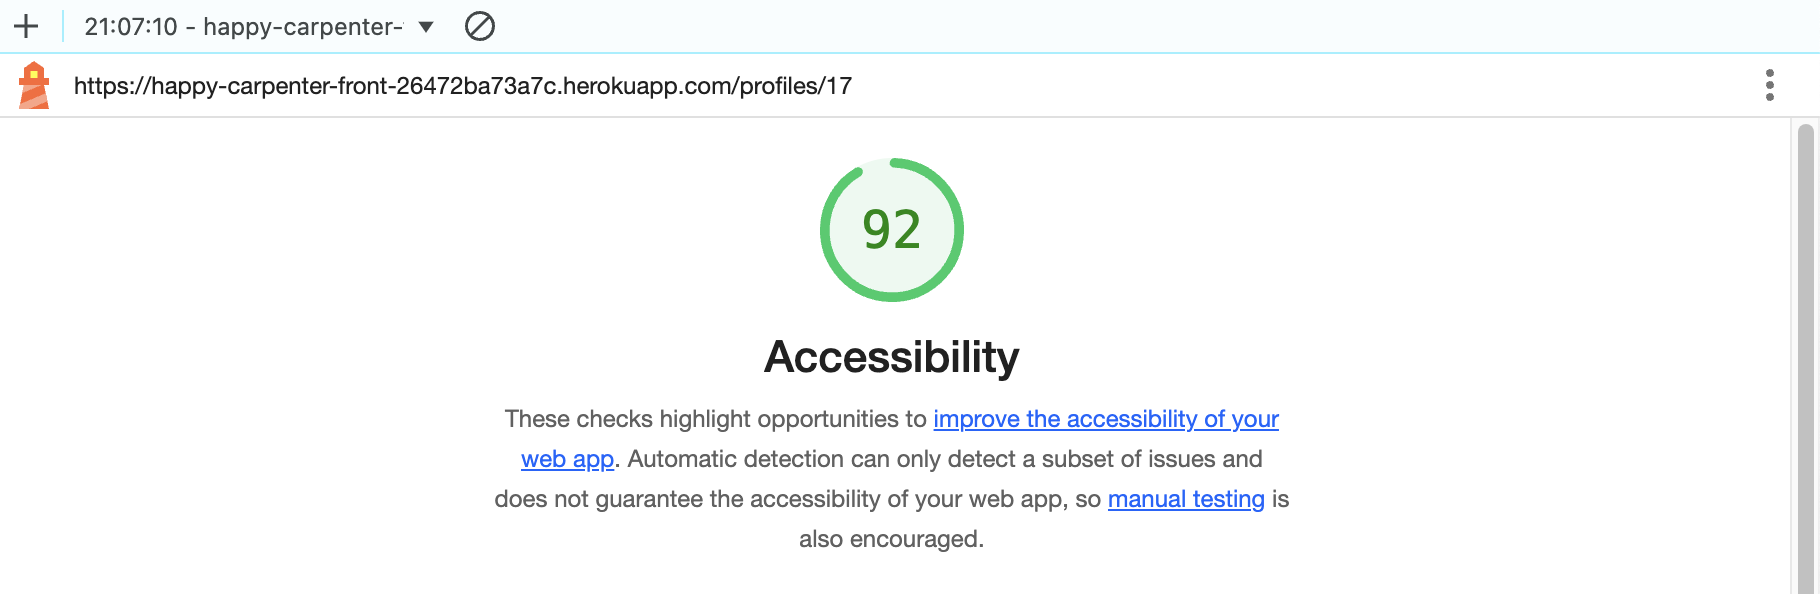 21:07:10 - happy-carpenter-
https://happy-carpenter-front-26472ba73a7c.herokuapp.com/profiles/17
92
Accessibility
These checks highlight opportunities to improve the accessibility of your
web app. Automatic detection can only detect a subset of issues and
does not guarantee the accessibility of your web app, so manual testing is
also encouraged.